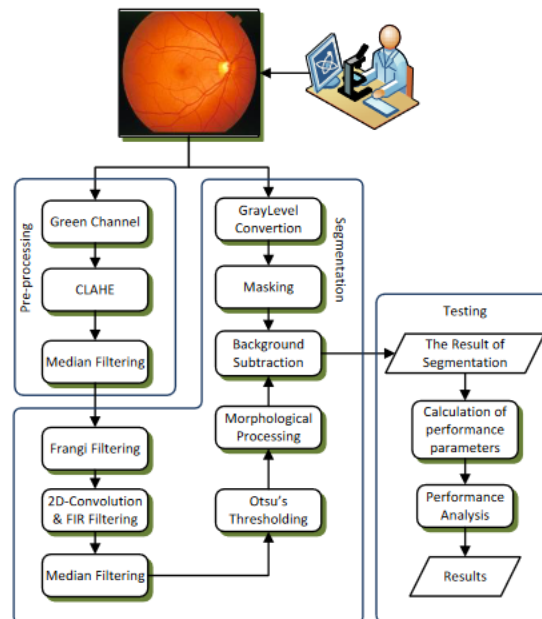 Pre-processing
Green Channel
CLAHE
Median Filtering
Segmentation
GrayLevel
Convertion
Masking
Background
Subtraction
Morphological
Processing
Otsu's
Thresholding
Frangi Filtering
2D-Convolution
& FIR Filtering
Median Filtering
Testing
The Result of
Segmentation
Calculation of
performance
parameters
Performance
Analysis
Results